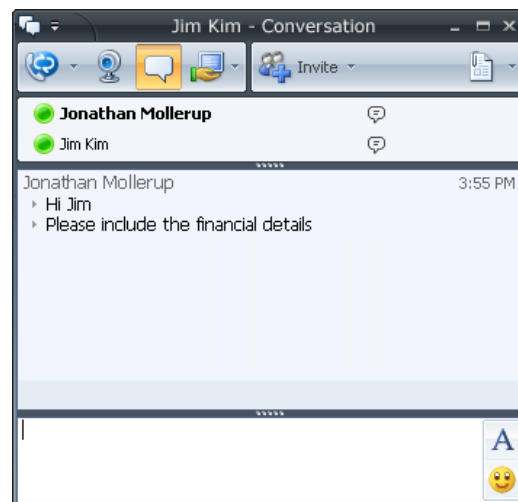 Jim Kim - Conversation
Invite
Jonathan Mollerup
Jim Kim
Jonathan Mollerup 3:55 PM
Hi Jim
Please include the financial details
A